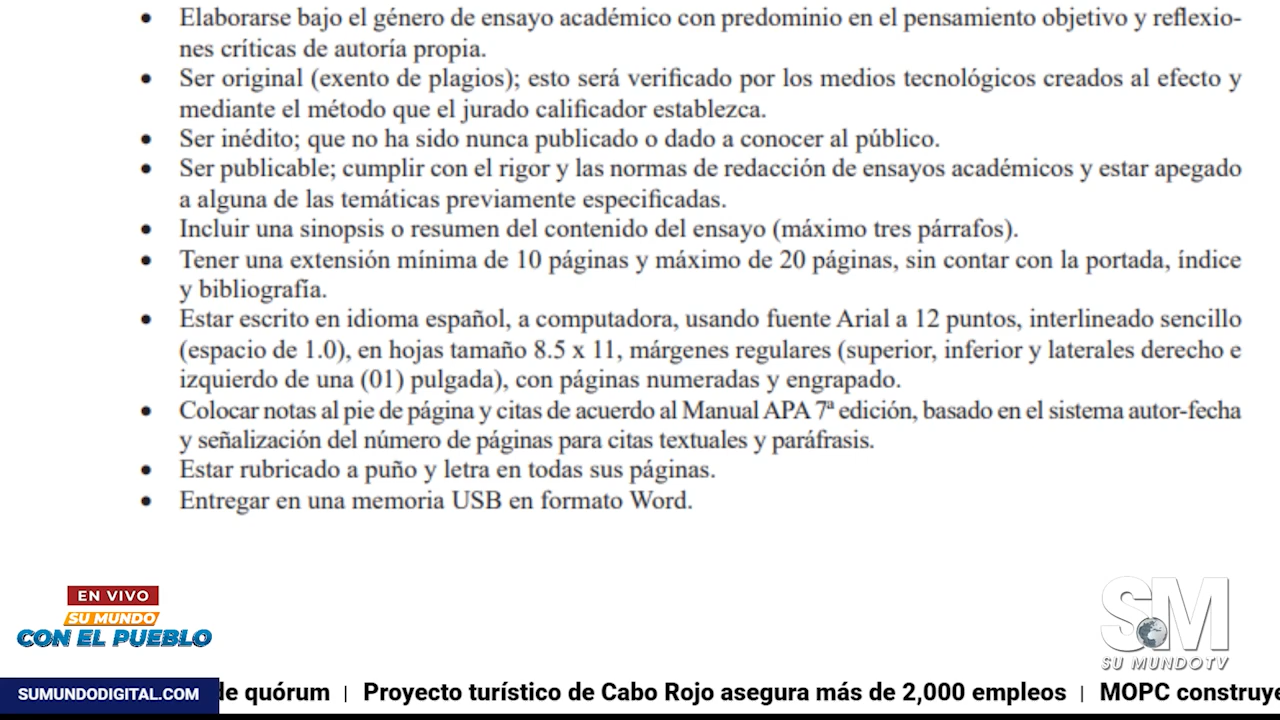 • Elaborarse bajo el género de ensayo académico con predominio en el pensamiento objetivo y reflexio-
nes críticas de autoría propia.
• Ser original (exento de plagios); esto será verificado por los medios tecnológicos creados al efecto y
mediante el método que el jurado calificador establezca.
• Ser inédito; que no ha sido nunca publicado o dado a conocer al público.
• Ser publicable; cumplir con el rigor y las normas de redacción de ensayos académicos y estar apegado
a alguna de las temáticas previamente especificadas.
• Incluir una sinopsis o resumen del contenido del ensayo (máximo tres párrafos).
• Tener una extensión mínima de 10 páginas y máximo de 20 páginas, sin contar con la portada, índice
y bibliografía.
• Estar escrito en idioma español, a computadora, usando fuente Arial a 12 puntos, interlineado sencillo
(espacio de 1.0), en hojas tamaño 8.5 x 11, márgenes regulares (superior, inferior y laterales derecho e
izquierdo de una (01) pulgada), con páginas numeradas y engrapado.
• Colocar notas al pie de página y citas de acuerdo al Manual APA 7ª edición, basado en el sistema autor-fecha
y señalización del número de páginas para citas textuales y paráfrasis.
• Estar rubricado a puño y letra en todas sus páginas.
• Entregar en una memoria USB en formato Word.
EN VIVO
SU MUNDO
CON EL PUEBLO
SM
SU MUNDO TV
SUMUNDODIGITAL.COM
de quórum | Proyecto turístico de Cabo Rojo asegura más de 2,000 empleos | MOPC construye